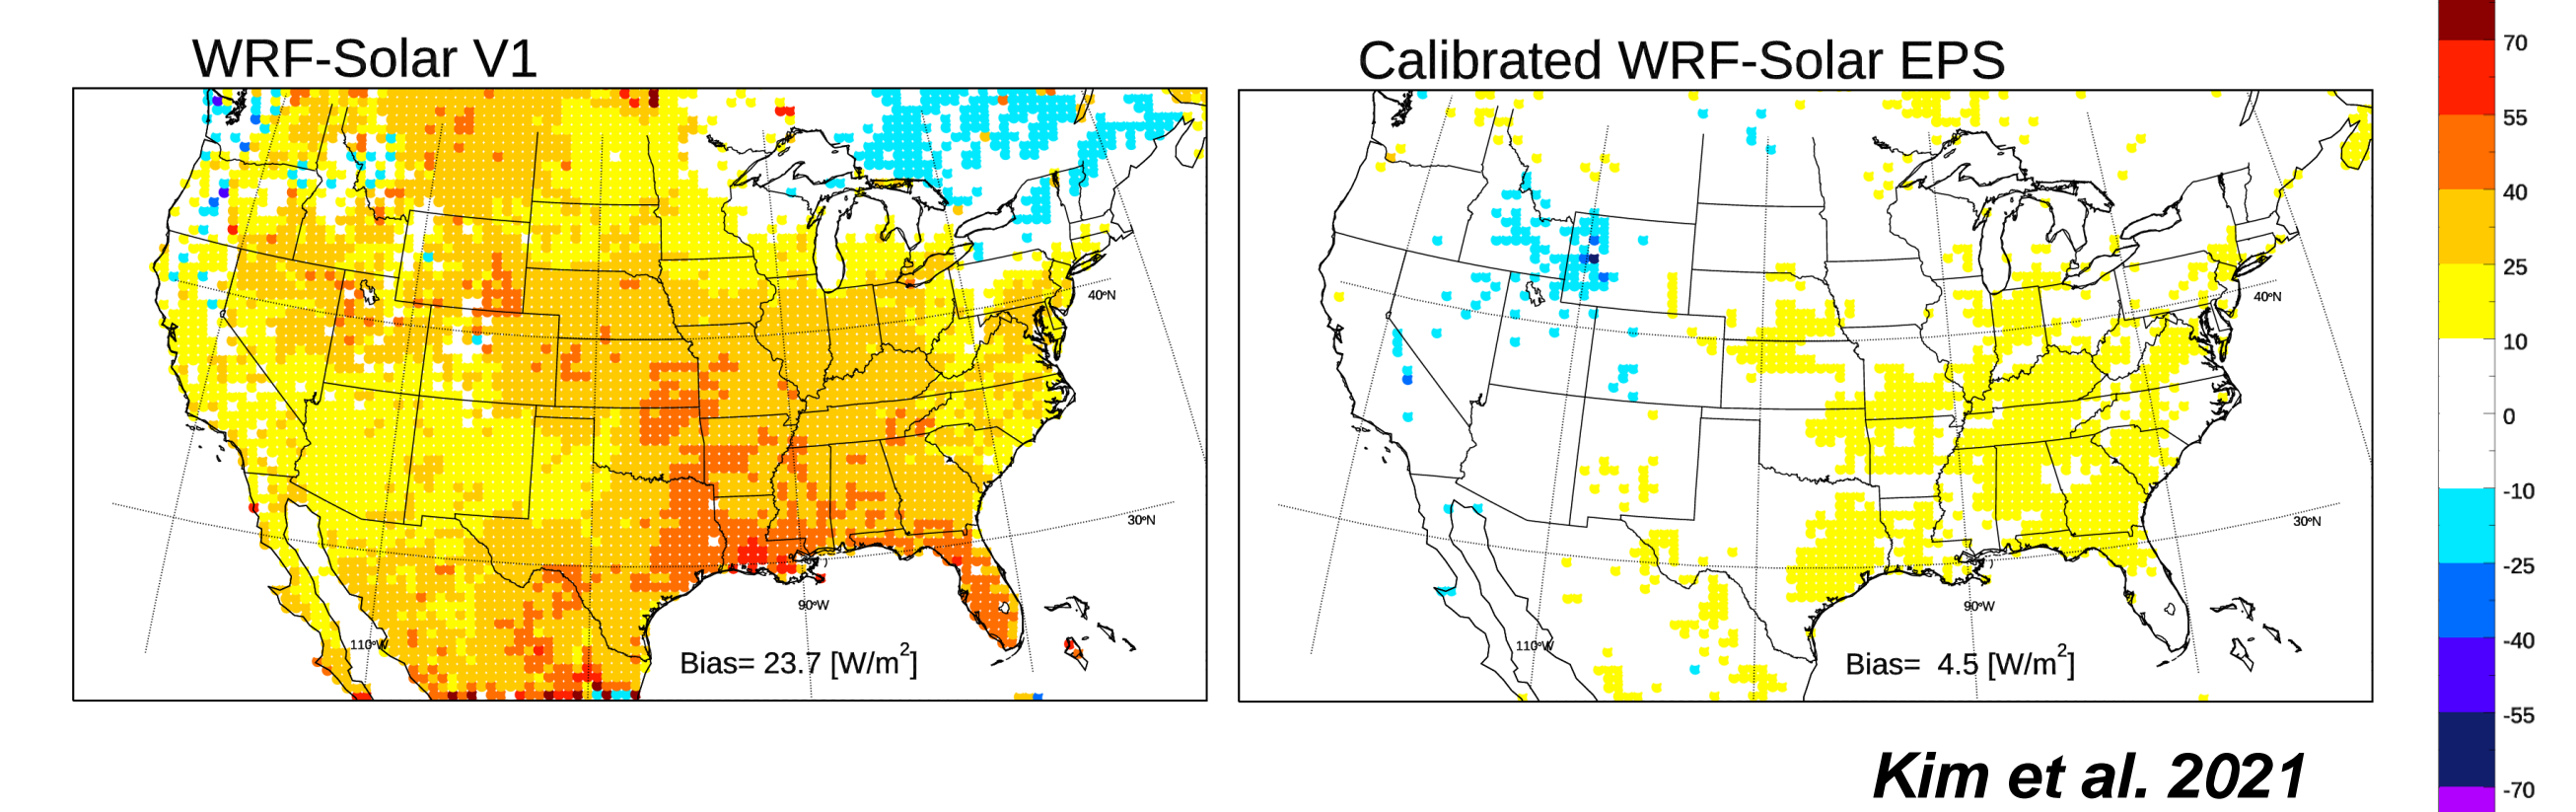 WRF-Solar V1
Calibrated WRF-Solar EPS
40°N
30°N
90°W
110°W
Bias= 23.7 [W/m²]
40°N
30°N
90°W
110°W
Bias= 4.5 [W/m²]
70
55
40
25
10
0
-10
-25
-40
-55
-70
Kim et al. 2021